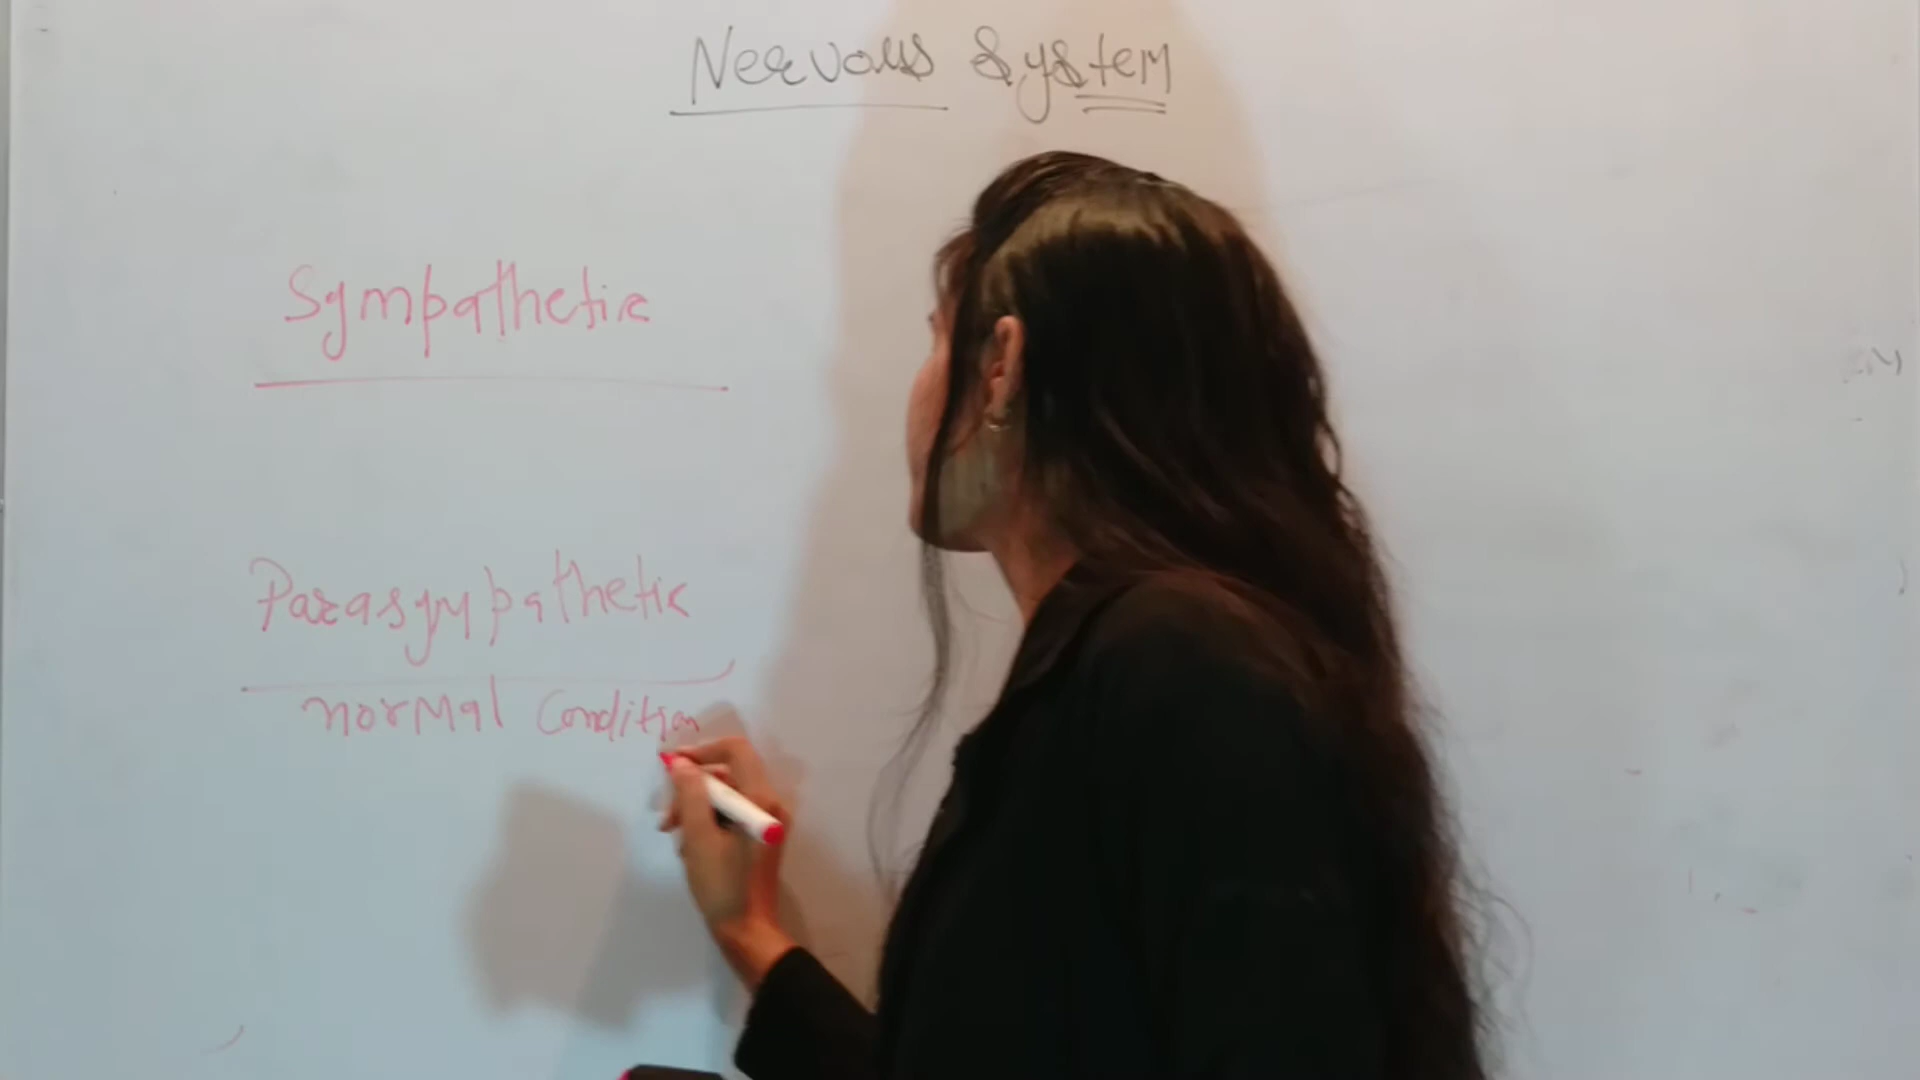 Nervous System
Sympathetic
Parasympathetic
normal Condition